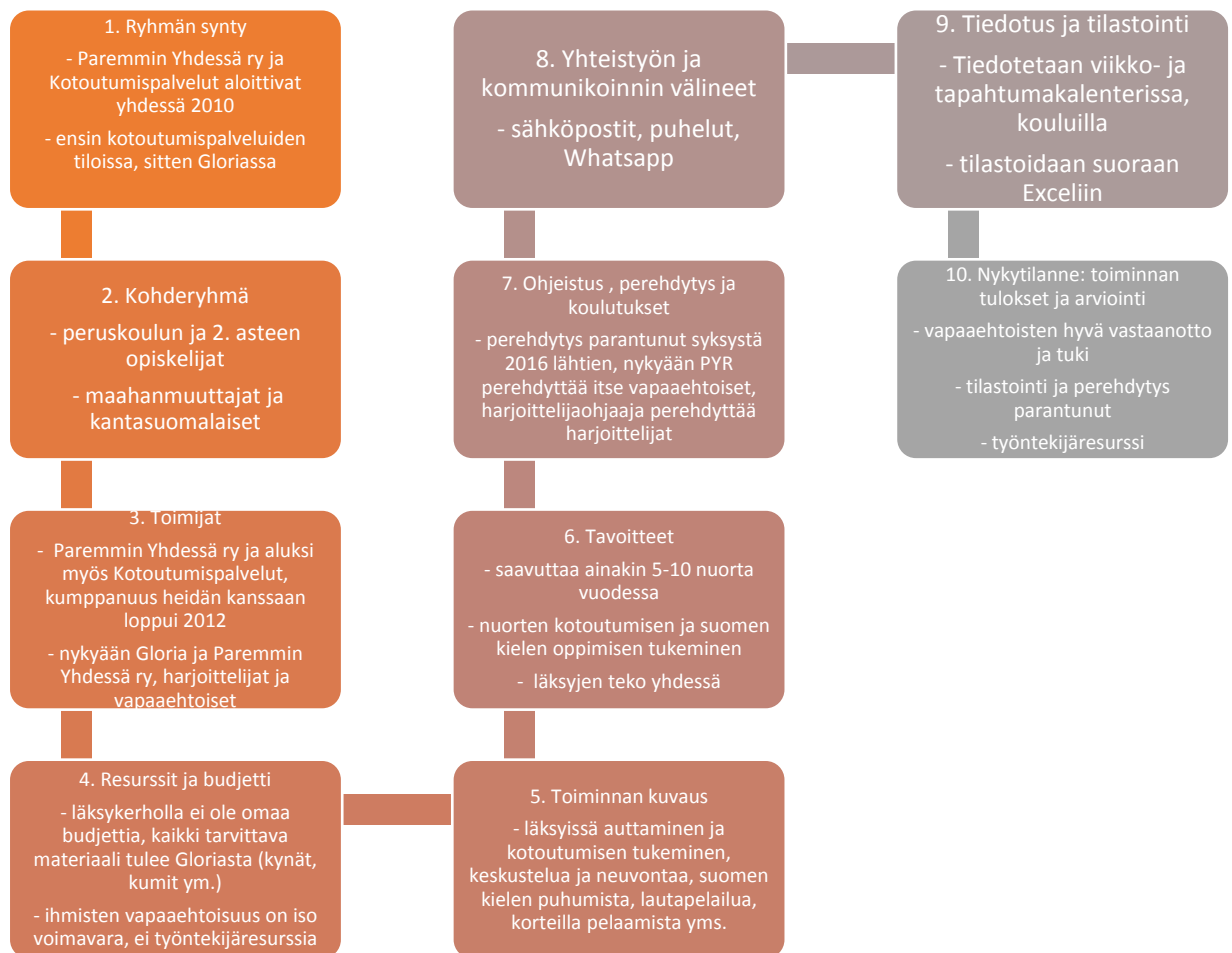 1. Ryhmän synty
- Paremmin Yhdessä ry ja
Kotoutumispalvelut aloittivat
yhdessä 2010
- ensin kotoutumispalveluiden
tiloissa, sitten Gloriassa
2. Kohderyhmä
- peruskoulun ja 2. asteen
opiskelijat
- maahanmuuttajat ja
kantasuomalaiset
3. Toimijat
- Paremmin Yhdessä ry ja aluksi
myös Kotoutumispalvelut,
kumppanuus heidän kanssaan
loppui 2012
- nykyään Gloria ja Paremmin
Yhdessä ry, harjoittelijat ja
vapaaehtoiset
4. Resurssit ja budjetti
- läksykerholla ei ole omaa
budjettia, kaikki tarvittava
materiaali tulee Gloriasta (kynät,
kumit ym.)
- ihmisten vapaaehtoisuus on iso
voimavara, ei työntekijäresurssia
5. Toiminnan kuvaus
- läksyissä auttaminen ja
kotoutumisen tukeminen,
keskustelua ja neuvontaa, suomen
kielen puhumista, lautapelailua,
korteilla pelaamista yms.
6. Tavoitteet
- saavuttaa ainakin 5-10 nuorta
vuodessa
- nuorten kotoutumisen ja suomen
kielen oppimisen tukeminen
- läksyjen teko yhdessä
7. Ohjeistus , perehdytys ja
koulutukset
- perehdytys parantunut syksystä
2016 lähtien, nykyään PYR
perehdyttää itse vapaaehtoiset,
harjoittelijaohjaaja perehdyttää
harjoittelijat
8. Yhteistyön ja
kommunikoinnin välineet
- sähköpostit, puhelut,
Whatsapp
9. Tiedotus ja tilastointi
- Tiedotetaan viikko- ja
tapahtumakalenterissa,
kouluilla
- tilastoidaan suoraan
Exceliin
10. Nykytilanne: toiminnan
tulokset ja arviointi
- vapaaehtoisten hyvä vastaanotto
ja tuki
- tilastointi ja perehdytys
parantunut
- työntekijäresurssi